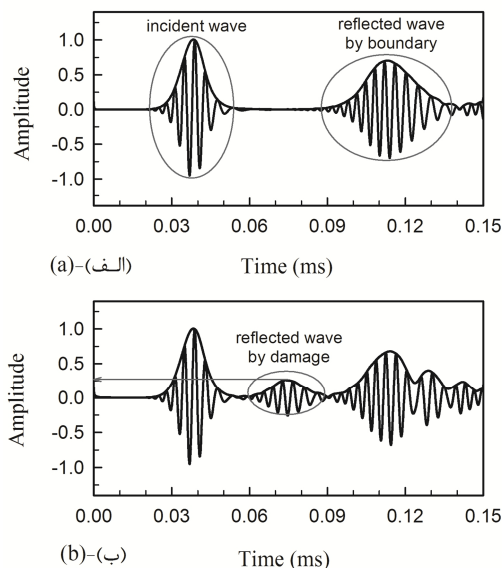 incident wave
reflected wave
by boundary
1.0
0.5
0.0
-0.5
-1.0
Amplitude
0.00 0.03 0.06 0.09 0.12 0.15
(a)-(الـف)
Time (ms)
reflected wave
by damage
1.0
0.5
0.0
-0.5
-1.0
Amplitude
0.00 0.03 0.06 0.09 0.12 0.15
(b)-(ب)
Time (ms)